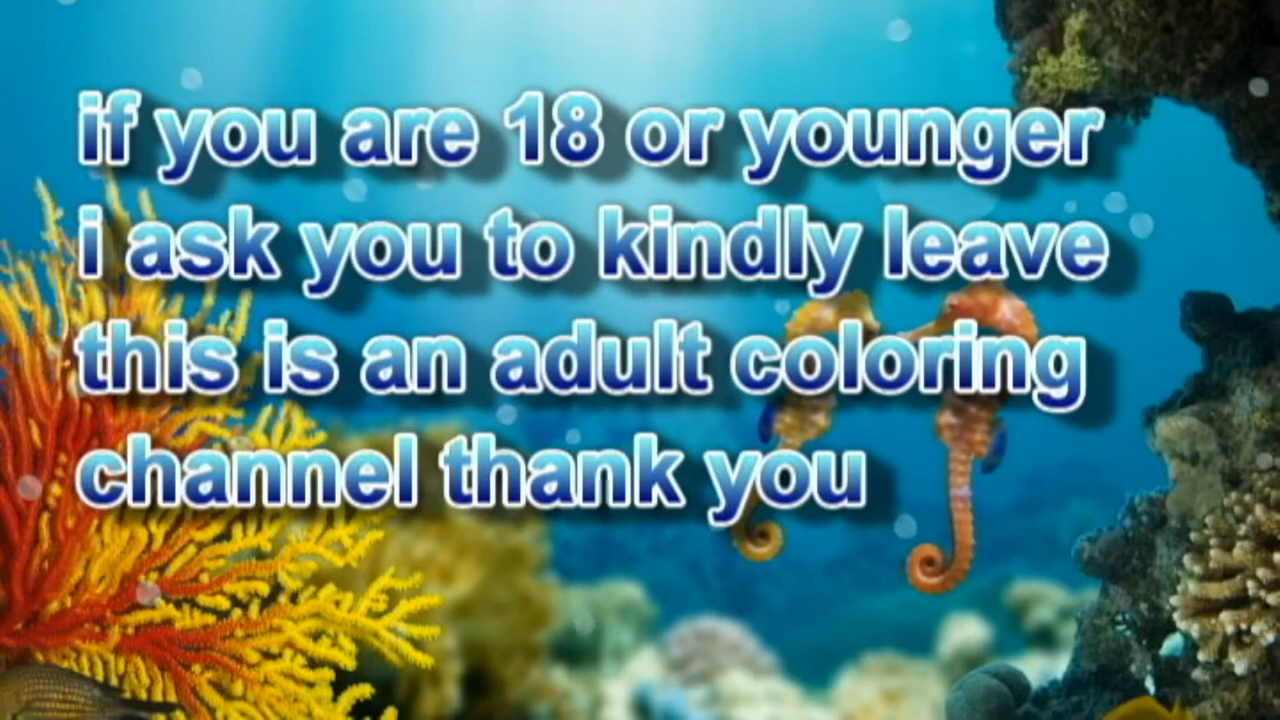 if you are 18 or younger
i ask you to kindly leave
this is an adult coloring
channel thank you